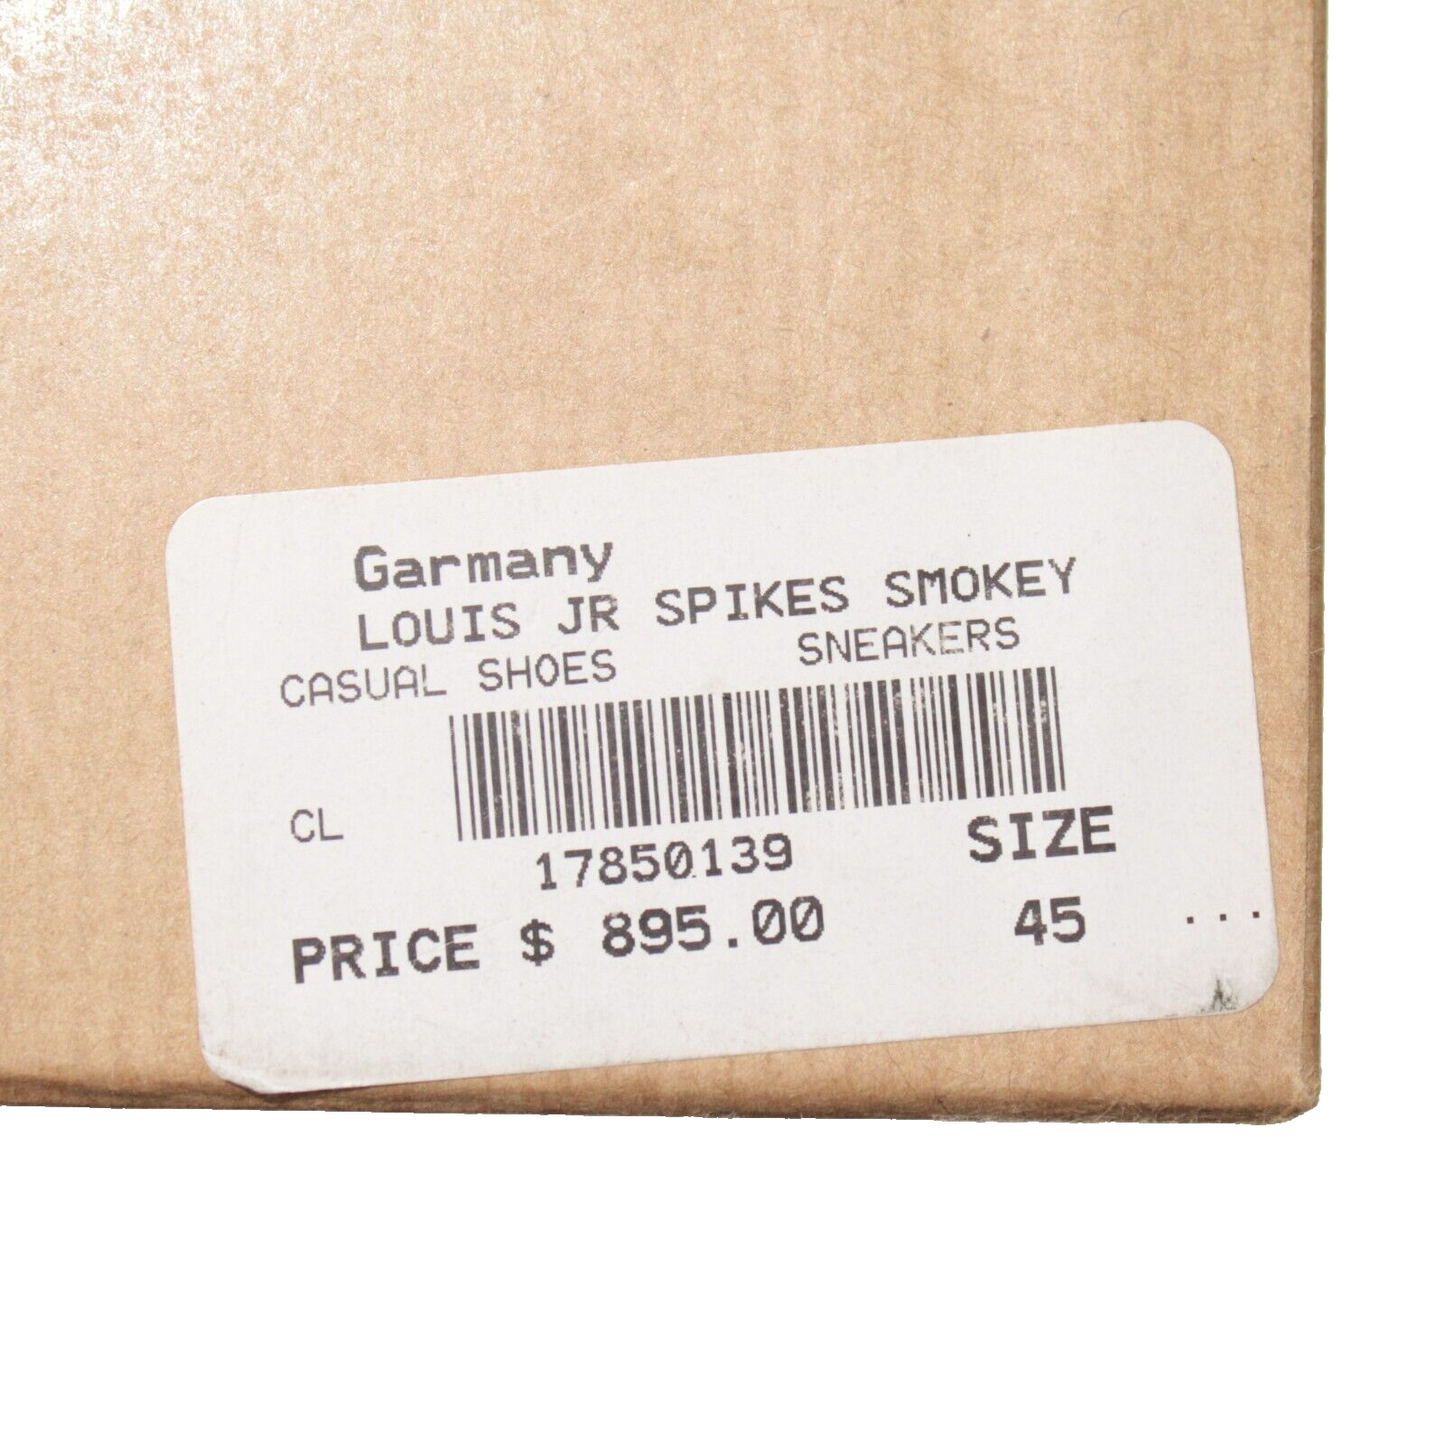 Garmany
LOUIS JR SPIKES SMOKEY
CASUAL SHOES SNEAKERS
CL
17850139 SIZE
PRICE $ 895.00 45 ...